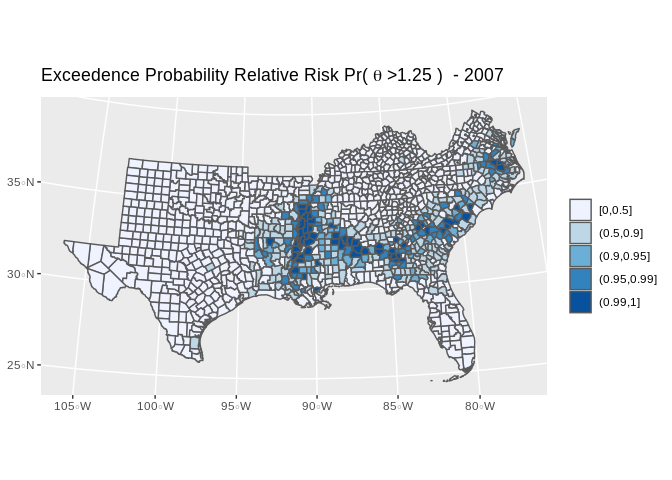 Exceedence Probability Relative Risk Pr( θ >1.25 )  - 2007
35◦N
30◦N
25◦N
105◦W
100◦W
95◦W
90◦W
85◦W
80◦W
[0,0.5]
(0.5,0.9]
(0.9,0.95]
(0.95,0.99]
(0.99,1]